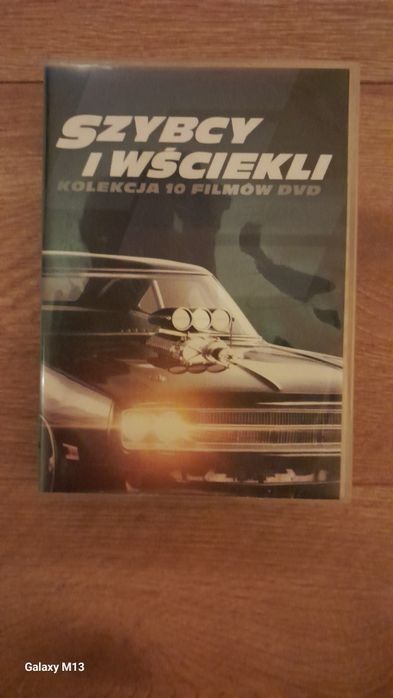 SZYBCY
I WŚCIEKLI
KOLEKCJA 10 FILMÓW DVD
Galaxy M13